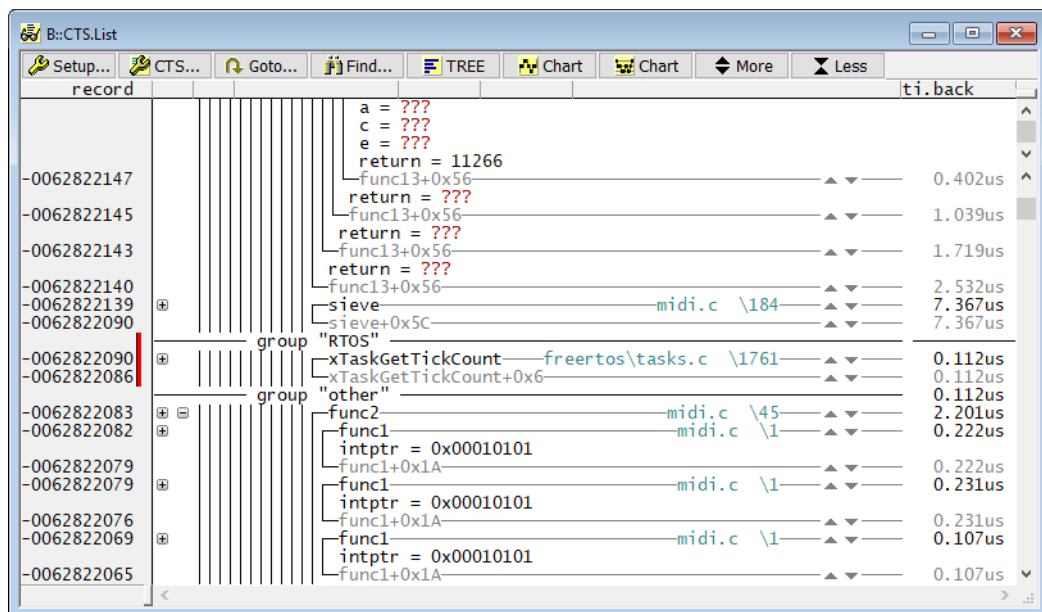 B::CTS.List
Setup... CTS... Goto... Find... TREE Chart Chart More Less
record ti.back
a = ???
c = ???
e = ???
return = 11266
-0062822147 func13+0x56 0.402us
return = ???
-0062822145 func13+0x56 1.039us
return = ???
-0062822143 func13+0x56 1.719us
return = ???
-0062822140 func13+0x56 2.532us
-0062822139 sieve midi.c \184 7.367us
-0062822090 sieve+0x5C 7.367us
group "RTOS"
-0062822090 xTaskGetTickCount freertos\tasks.c \1761 0.112us
-0062822086 xTaskGetTickCount+0x6 0.112us
group "other" 0.112us
-0062822083 func2 midi.c \45 2.201us
-0062822082 func1 midi.c \1 0.222us
intptr = 0x00010101
-0062822079 func1+0x1A 0.222us
-0062822079 func1 midi.c \1 0.231us
intptr = 0x00010101
-0062822076 func1+0x1A 0.231us
-0062822069 func1 midi.c \1 0.107us
intptr = 0x00010101
-0062822065 func1+0x1A 0.107us